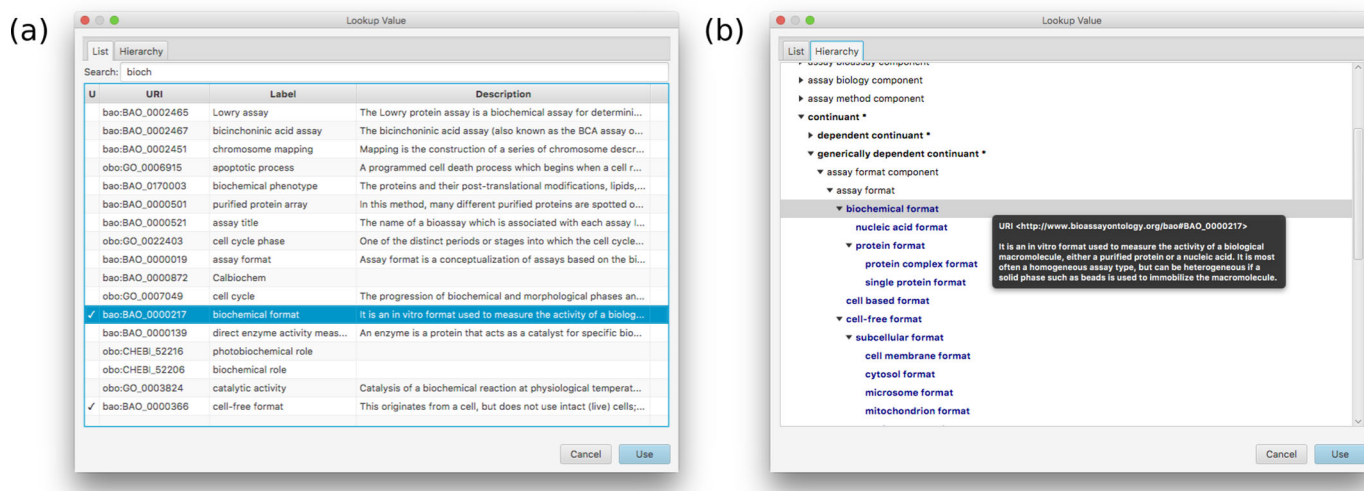 (a)
Lookup Value
List Hierarchy
Search: bioch
U URI Label Description
bao:BAO_0002465 Lowry assay The Lowry protein assay is a biochemical assay for determini...
bao:BAO_0002467 bicinchoninic acid assay The bicinchoninic acid assay (also known as the BCA assay o...
bao:BAO_0002451 chromosome mapping Mapping is the construction of a series of chromosome descr...
obo:GO_0006915 apoptotic process A programmed cell death process which begins when a cell r...
bao:BAO_0170003 biochemical phenotype The proteins and their post-translational modifications, lipids,...
bao:BAO_0000501 purified protein array In this method, many different purified proteins are spotted o...
bao:BAO_0000521 assay title The name of a bioassay which is associated with each assay i...
obo:GO_0022403 cell cycle phase One of the distinct periods or stages into which the cell cycle...
bao:BAO_0000019 assay format Assay format is a conceptualization of assays based on the bi...
bao:BAO_0000872 Calbiochem
obo:GO_0007049 cell cycle The progression of biochemical and morphological phases an...
✓ bao:BAO_0000217 biochemical format It is an in vitro format used to measure the activity of a biolog...
bao:BAO_0000139 direct enzyme activity meas... An enzyme is a protein that acts as a catalyst for specific bio...
obo:CHEBI_52216 photobiochemical role
obo:CHEBI_52206 biochemical role
obo:GO_0003824 catalytic activity Catalysis of a biochemical reaction at physiological temperat...
✓ bao:BAO_0000366 cell-free format This originates from a cell, but does not use intact (live) cells;...
Cancel Use
(b)
Lookup Value
List Hierarchy
assay bioassay component
assay biology component
assay method component
continuant *
dependent continuant *
generically dependent continuant *
assay format component
assay format
biochemical format
nucleic acid format
protein format
protein complex format
single protein format
cell based format
cell-free format
subcellular format
cell membrane format
cytosol format
microsome format
mitochondrion format
URI <http://www.bioassayontology.org/bao#BAO_0000217>
It is an in vitro format used to measure the activity of a biological
macromolecule, either a purified protein or a nucleic acid. It is most
often a homogeneous assay type, but can be heterogeneous if a
solid phase such as beads is used to immobilize the macromolecule.
Cancel Use